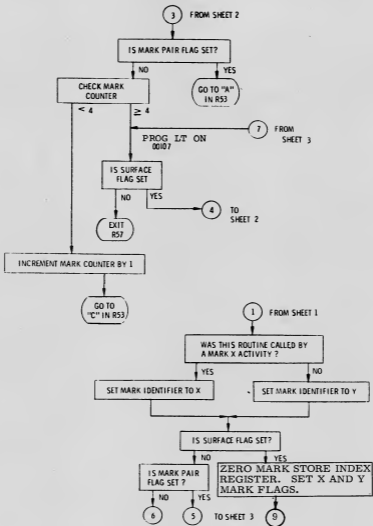 3 FROM SHEET 2
IS MARK PAIR FLAG SET?
NO
YES
CHECK MARK
COUNTER
GO TO "A"
IN R53
< 4
≥ 4
7 FROM
SHEET 3
PROG LT ON
00107
IS SURFACE
FLAG SET
NO
YES
4 TO
SHEET 2
EXIT
R57
INCREMENT MARK COUNTER BY 1
GO TO
"C" IN R53
1 FROM SHEET 1
WAS THIS ROUTINE CALLED BY
A MARK X ACTIVITY ?
YES
NO
SET MARK IDENTIFIER TO X
SET MARK IDENTIFIER TO Y
IS SURFACE FLAG SET?
NO
YES
IS MARK PAIR
FLAG SET ?
ZERO MARK STORE INDEX
REGISTER. SET X AND Y
MARK FLAGS.
NO
YES
6
5 TO SHEET 3
9